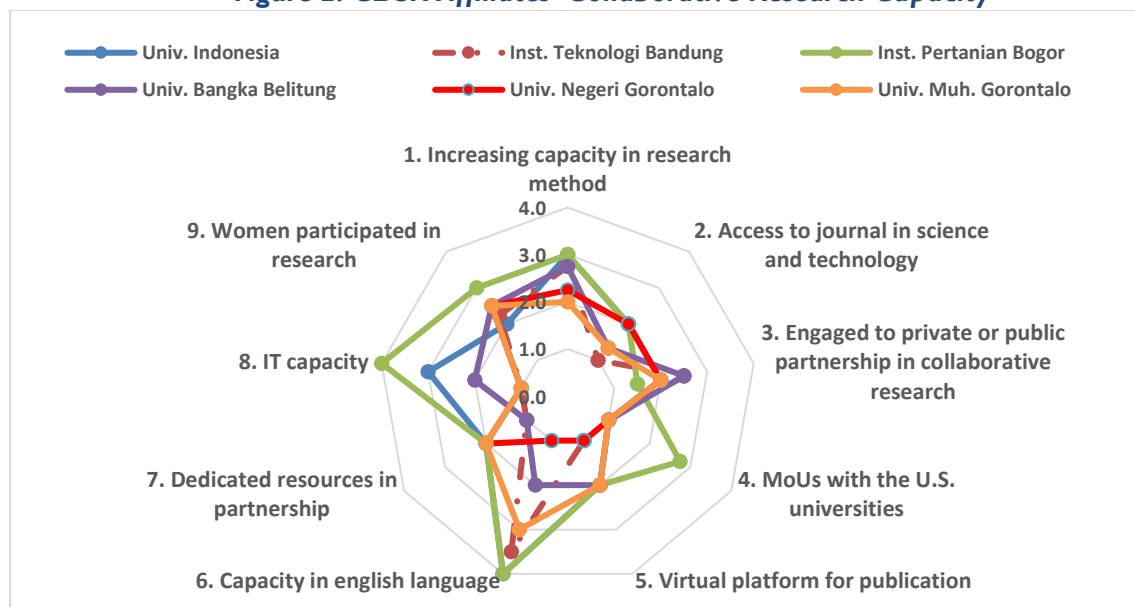 Univ. Indonesia
Inst. Teknologi Bandung
Inst. Pertanian Bogor
Univ. Bangka Belitung
Univ. Negeri Gorontalo
Univ. Muh. Gorontalo
1. Increasing capacity in research
method
4.0
3.0
2.0
1.0
0.0
2. Access to journal in science
and technology
3. Engaged to private or public
partnership in collaborative
research
4. MoUs with the U.S.
universities
5. Virtual platform for publication
6. Capacity in english language
7. Dedicated resources in
partnership
8. IT capacity
9. Women participated in
research